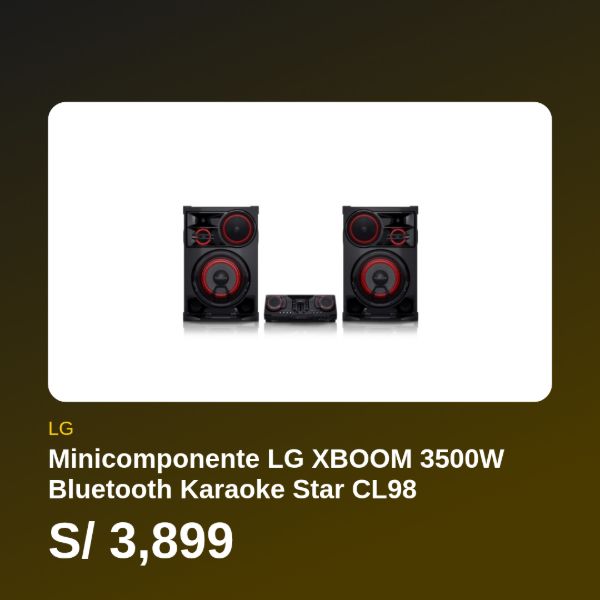 LG
Minicomponente LG XBOOM 3500W
Bluetooth Karaoke Star CL98
S/ 3,899